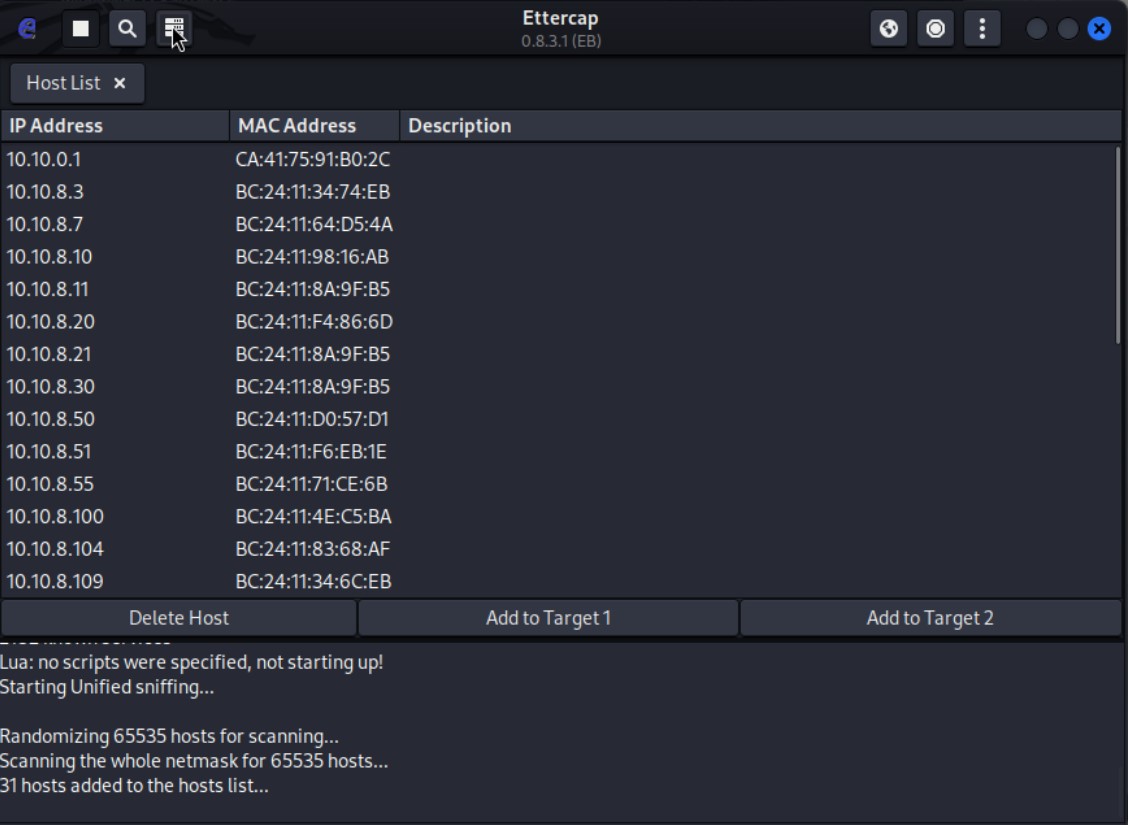 Ettercap
0.8.3.1 (EB)
Host List ×
IP Address MAC Address Description
10.10.0.1 CA:41:75:91:B0:2C
10.10.8.3 BC:24:11:34:74:EB
10.10.8.7 BC:24:11:64:D5:4A
10.10.8.10 BC:24:11:98:16:AB
10.10.8.11 BC:24:11:8A:9F:B5
10.10.8.20 BC:24:11:F4:86:6D
10.10.8.21 BC:24:11:8A:9F:B5
10.10.8.30 BC:24:11:8A:9F:B5
10.10.8.50 BC:24:11:D0:57:D1
10.10.8.51 BC:24:11:F6:EB:1E
10.10.8.55 BC:24:11:71:CE:6B
10.10.8.100 BC:24:11:4E:C5:BA
10.10.8.104 BC:24:11:83:68:AF
10.10.8.109 BC:24:11:34:6C:EB
Delete Host Add to Target 1 Add to Target 2
known services
Lua: no scripts were specified, not starting up!
Starting Unified sniffing...
Randomizing 65535 hosts for scanning...
Scanning the whole netmask for 65535 hosts...
31 hosts added to the hosts list...